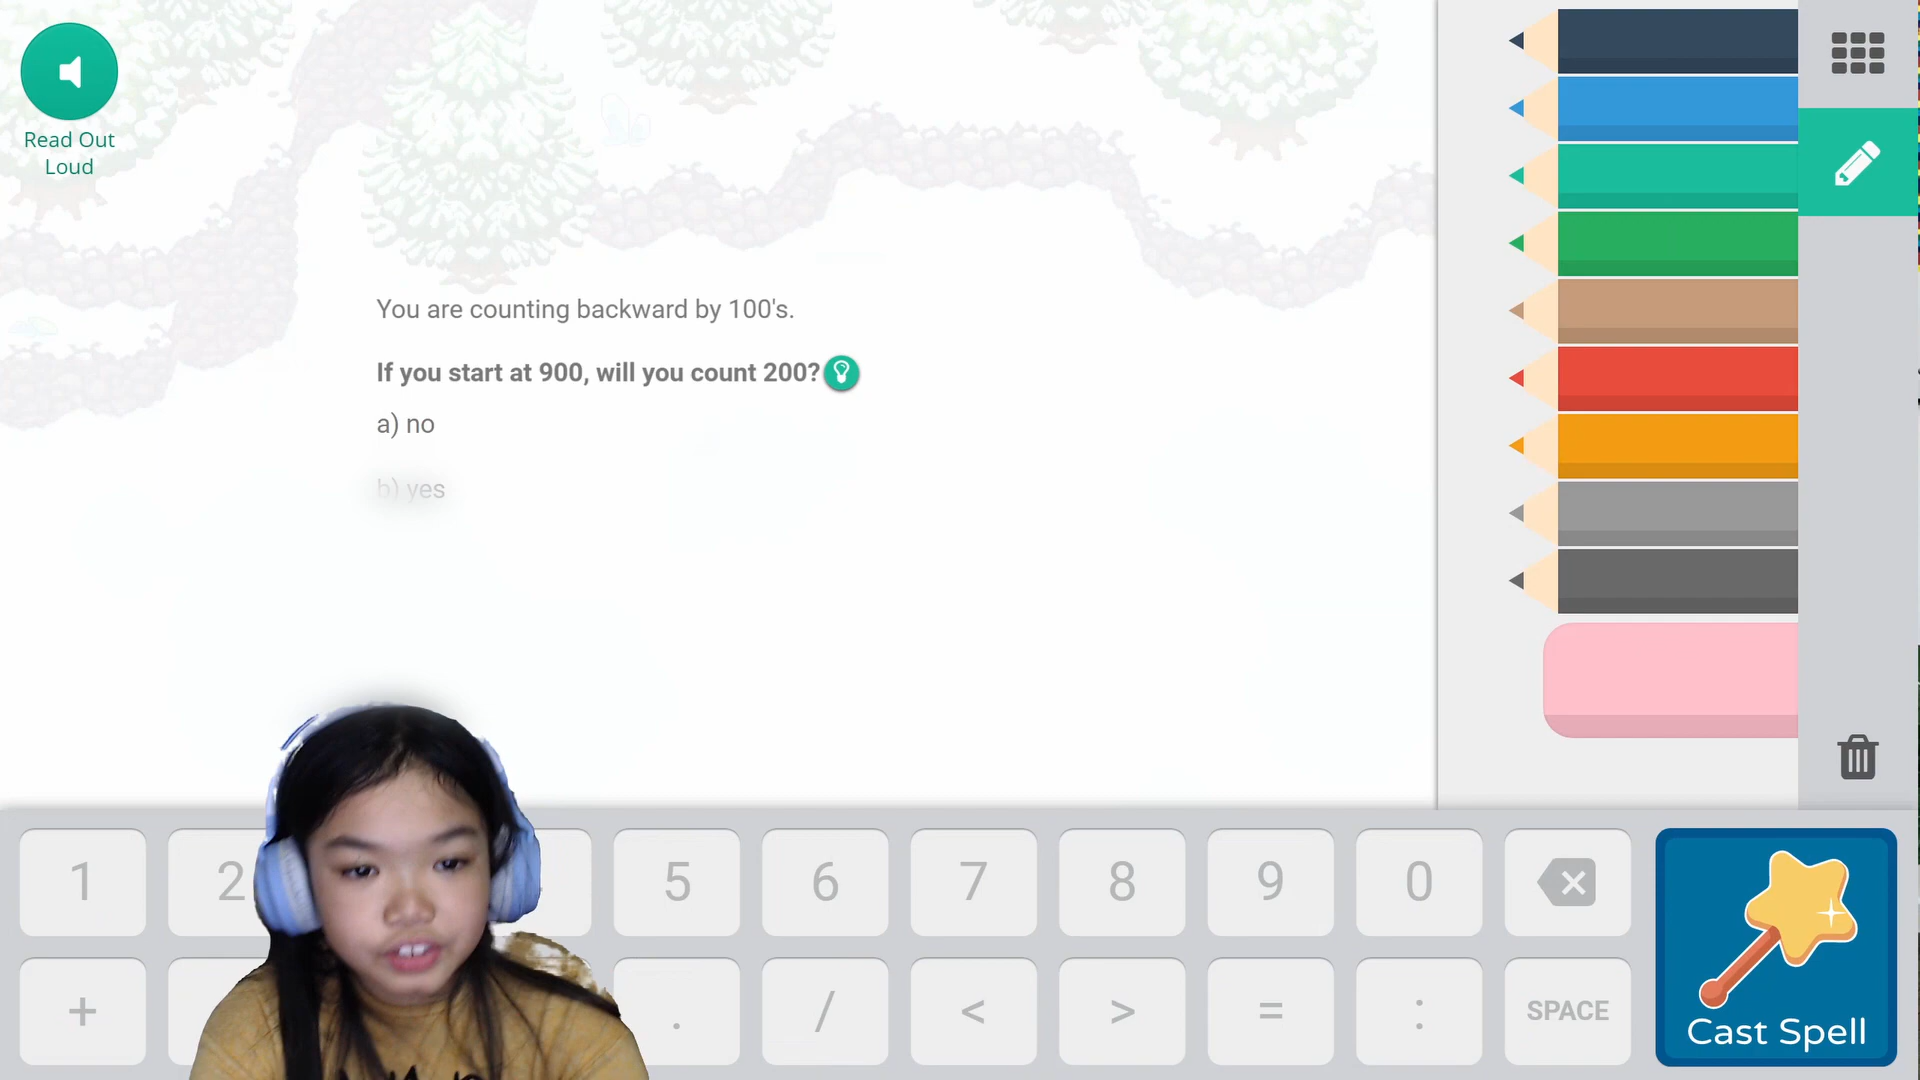 Read Out
Loud
You are counting backward by 100's.
If you start at 900, will you count 200?
a) no
b) yes
1 2 5 6 7 8 9 0
+ . / < > = : SPACE
Cast Spell